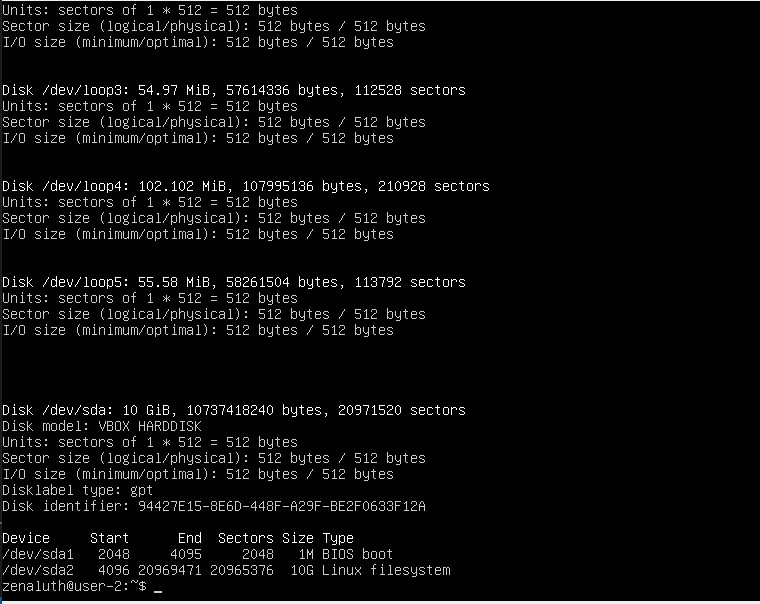 Units: sectors of 1 * 512 = 512 bytes
Sector size (logical/physical): 512 bytes / 512 bytes
I/O size (minimum/optimal): 512 bytes / 512 bytes
Disk /dev/loop3: 54.97 MiB, 57614336 bytes, 112528 sectors
Units: sectors of 1 * 512 = 512 bytes
Sector size (logical/physical): 512 bytes / 512 bytes
I/O size (minimum/optimal): 512 bytes / 512 bytes
Disk /dev/loop4: 102.102 MiB, 107995136 bytes, 210928 sectors
Units: sectors of 1 * 512 = 512 bytes
Sector size (logical/physical): 512 bytes / 512 bytes
I/O size (minimum/optimal): 512 bytes / 512 bytes
Disk /dev/loop5: 55.58 MiB, 58261504 bytes, 113792 sectors
Units: sectors of 1 * 512 = 512 bytes
Sector size (logical/physical): 512 bytes / 512 bytes
I/O size (minimum/optimal): 512 bytes / 512 bytes
Disk /dev/sda: 10 GiB, 10737418240 bytes, 20971520 sectors
Disk model: VBOX HARDDISK
Units: sectors of 1 * 512 = 512 bytes
Sector size (logical/physical): 512 bytes / 512 bytes
I/O size (minimum/optimal): 512 bytes / 512 bytes
Disklabel type: gpt
Disk identifier: 94427E15-8E6D-448F-A29F-BE2F0633F12A
Device     Start      End  Sectors Size Type
/dev/sda1   2048     4095     2048   1M BIOS boot
/dev/sda2   4096 20969471 20965376  10G Linux filesystem
zenaluth@user-2:~$ _